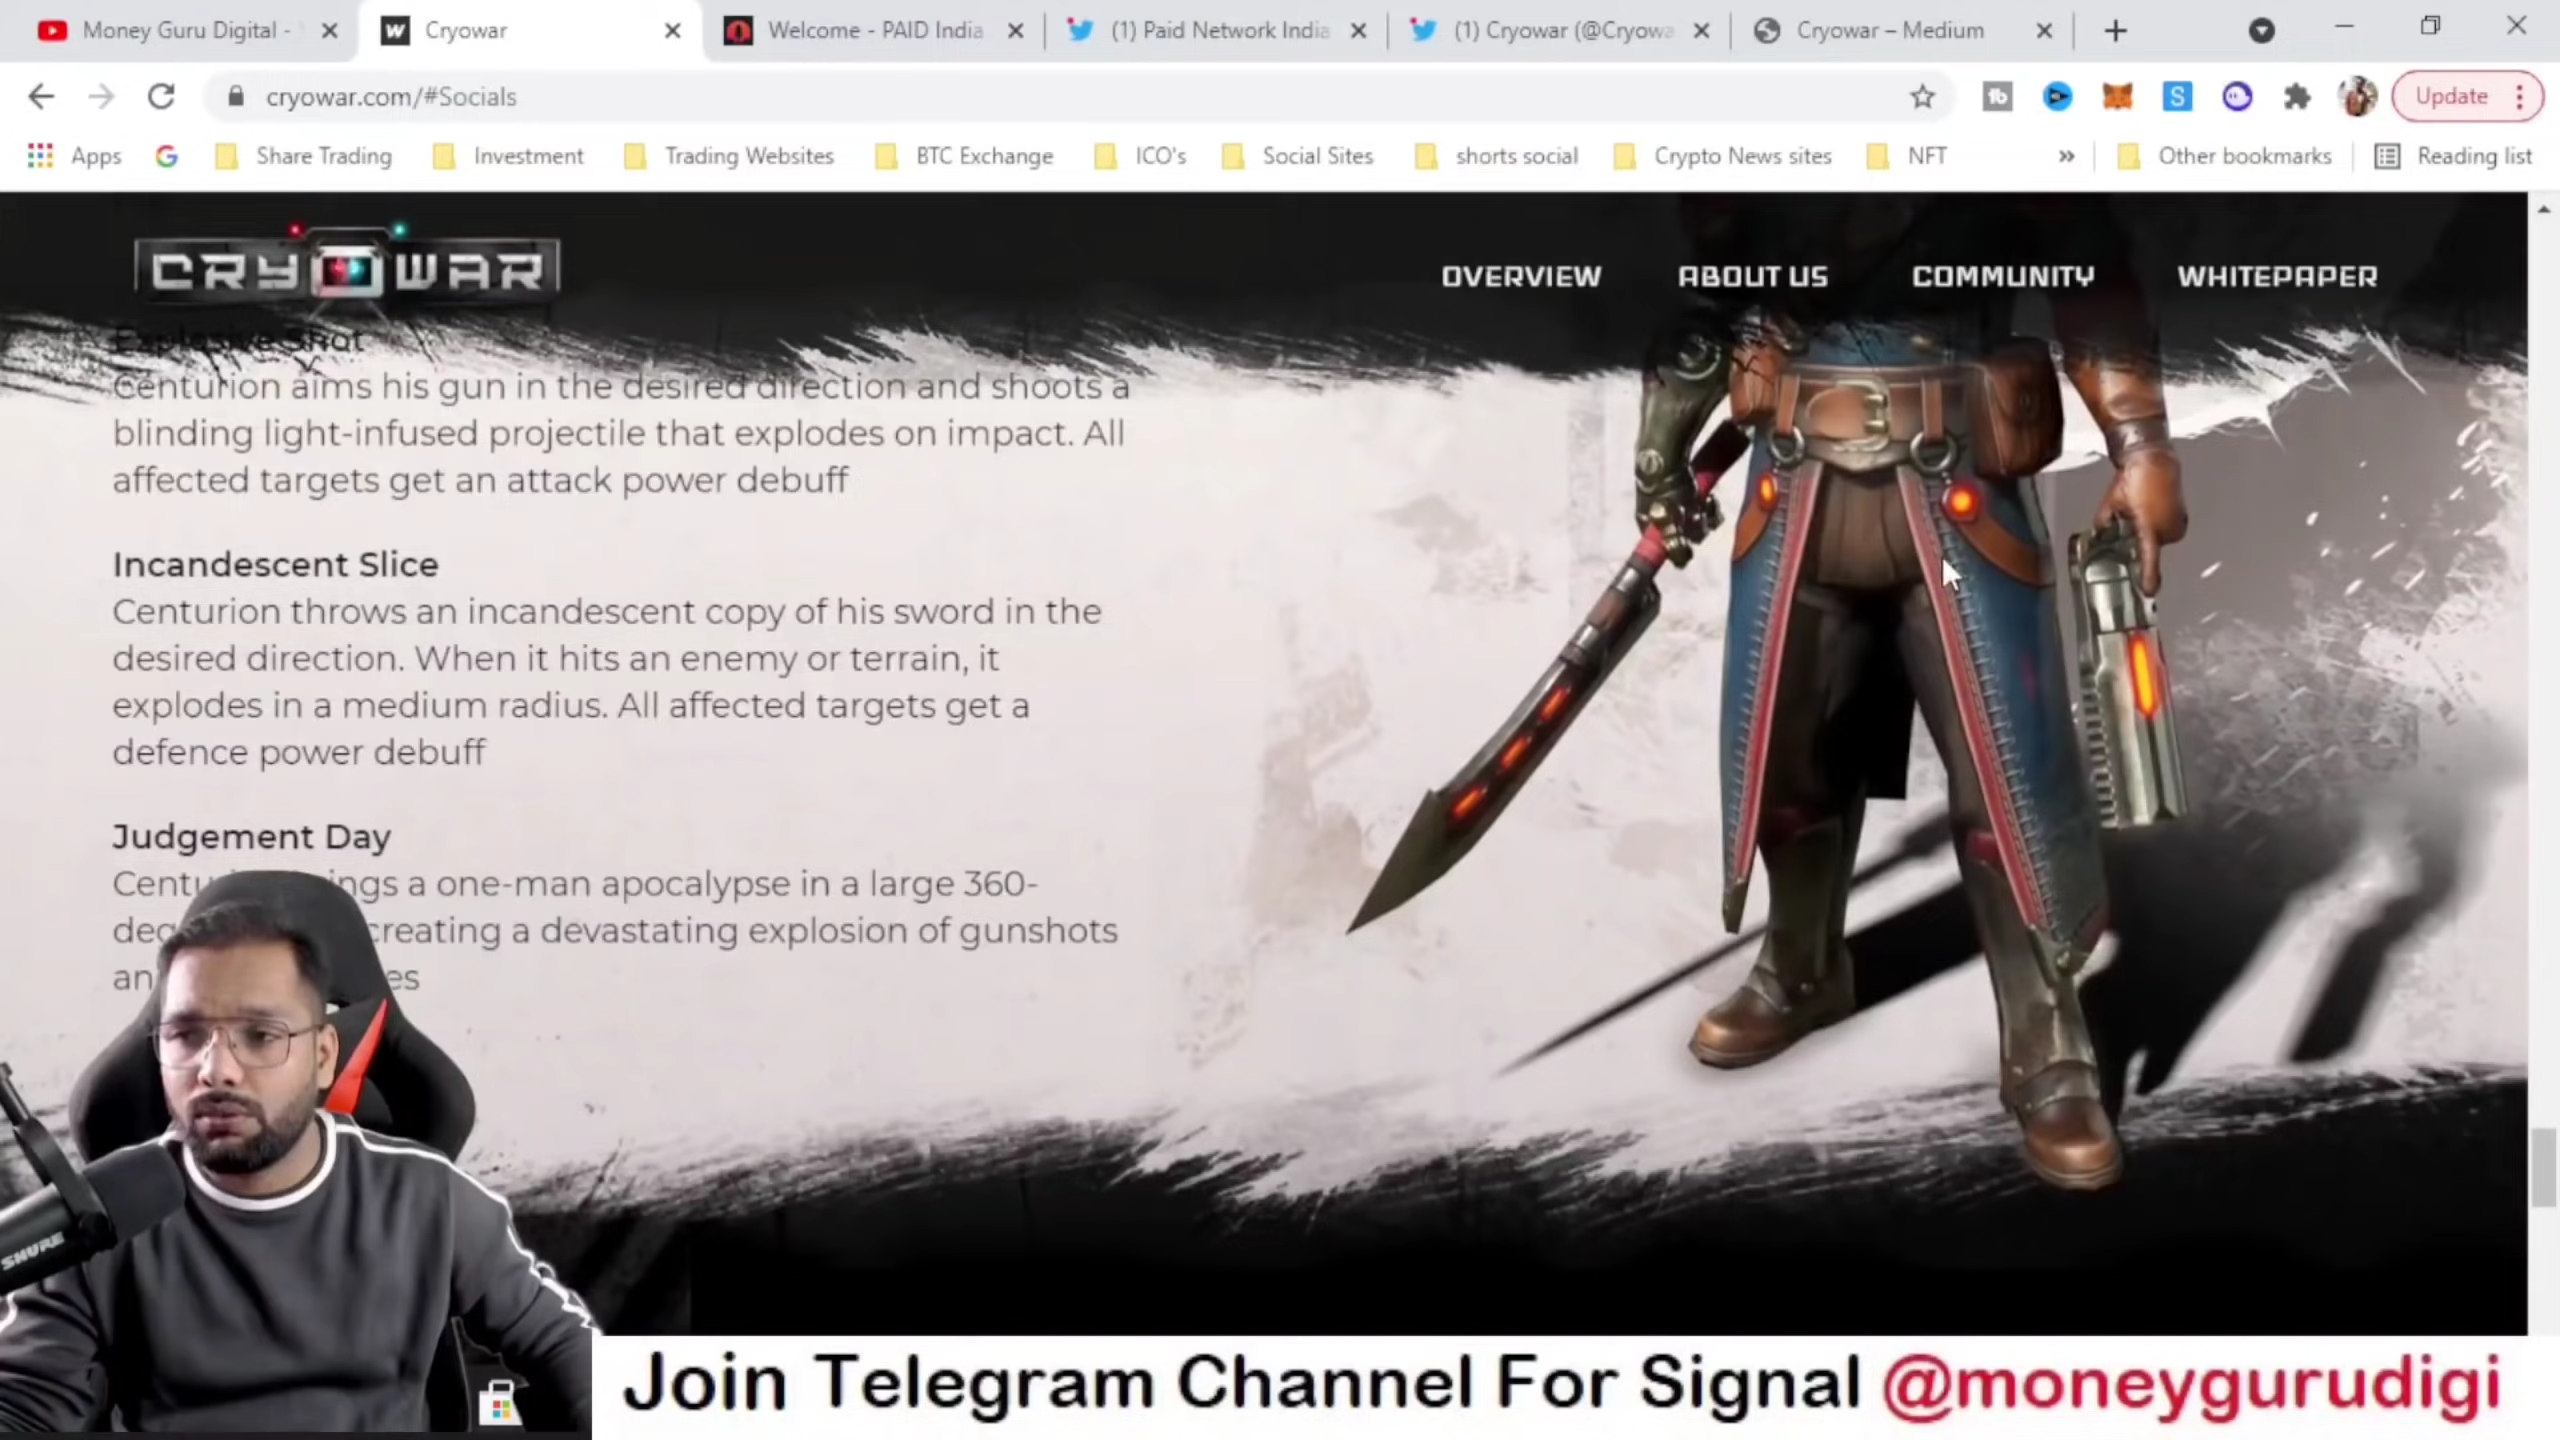 Money Guru Digital -
Cryowar
Welcome - PAID India
(1) Paid Network India
(1) Cryowar (@Cryowa
Cryowar – Medium
cryowar.com/#Socials
Update
Apps
Share Trading
Investment
Trading Websites
BTC Exchange
ICO's
Social Sites
shorts social
Crypto News sites
NFT
Other bookmarks
Reading list
CRYOWAR
OVERVIEW
ABOUT US
COMMUNITY
WHITEPAPER
Explosive Shot
Centurion aims his gun in the desired direction and shoots a
blinding light-infused projectile that explodes on impact. All
affected targets get an attack power debuff
Incandescent Slice
Centurion throws an incandescent copy of his sword in the
desired direction. When it hits an enemy or terrain, it
explodes in a medium radius. All affected targets get a
defence power debuff
Judgement Day
a one-man apocalypse in a large 360-
creating a devastating explosion of gunshots
SHURE
Join Telegram Channel For Signal @moneygurudigi